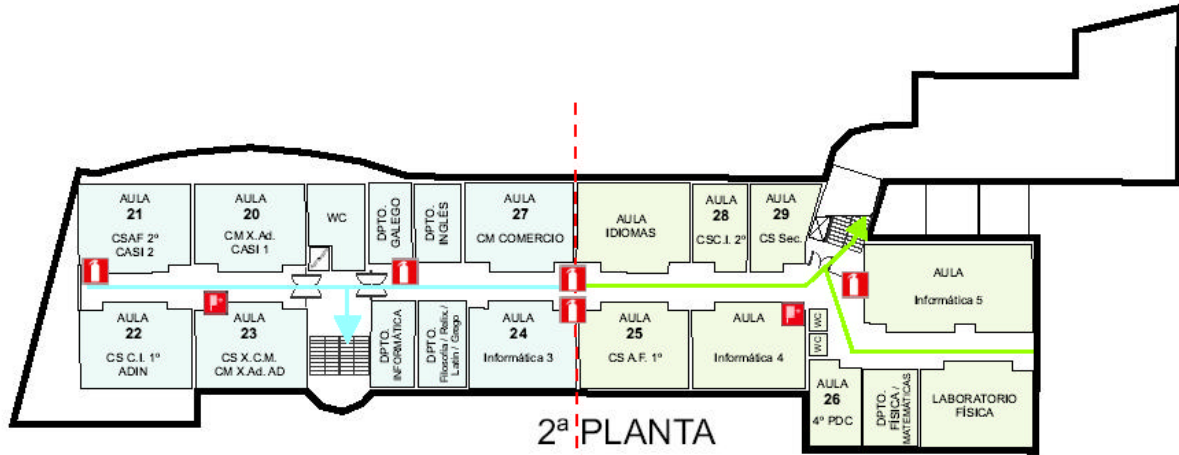 AULA
21
CSAF 2º
CASI 2
AULA
20
CM X.Ad.
CASI 1
WC
DPTO.
GALEGO
DPTO.
INGLÉS
AULA
27
CM COMERCIO
AULA
IDIOMAS
AULA
28
CSC.I. 2º
AULA
29
CS Sec.
AULA
Informática 5
AULA
22
CS C.I. 1º
ADIN
AULA
23
CS X.C.M.
CM X.Ad. AD
DPTO.
INFORMÁTICA
DPTO.
Filosofía / Relix./
Latín / Grego
AULA
24
Informática 3
AULA
25
CS A.F. 1º
AULA
Informática 4
WC
WC
AULA
26
4º PDC
DPTO.
FÍSICA /
MATEMÁTICAS
LABORATORIO
FÍSICA
2ª PLANTA